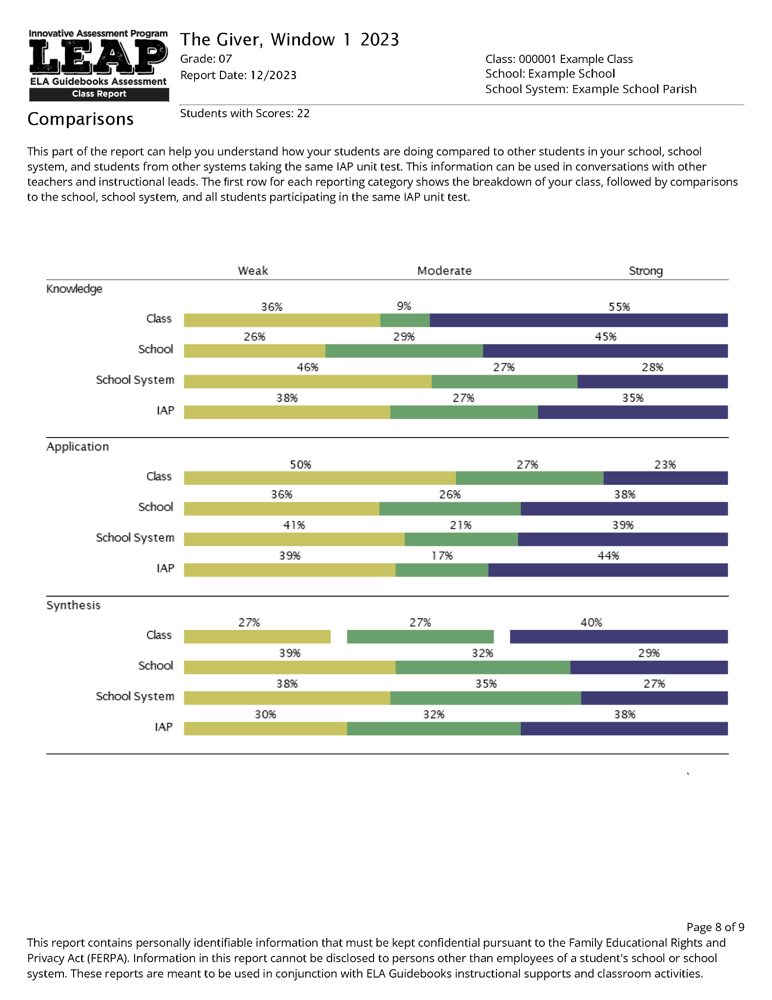 Innovative Assessment Program
LEAP
ELA Guidebooks Assessment
Class Report
The Giver, Window 1 2023
Grade: 07
Report Date: 12/2023
Class: 000001 Example Class
School: Example School
School System: Example School Parish
Students with Scores: 22
Comparisons
This part of the report can help you understand how your students are doing compared to other students in your school, school
system, and students from other systems taking the same IAP unit test. This information can be used in conversations with other
teachers and instructional leads. The first row for each reporting category shows the breakdown of your class, followed by comparisons
to the school, school system, and all students participating in the same IAP unit test.
Weak Moderate Strong
Knowledge
36% 9% 55%
Class
26% 29% 45%
School
46% 27% 28%
School System
38% 27% 35%
IAP
Application
50% 27% 23%
Class
36% 26% 38%
School
41% 21% 39%
School System
39% 17% 44%
IAP
Synthesis
27% 27% 40%
Class
39% 32% 29%
School
38% 35% 27%
School System
30% 32% 38%
IAP
`
Page 8 of 9
This report contains personally identifiable information that must be kept confidential pursuant to the Family Educational Rights and
Privacy Act (FERPA). Information in this report cannot be disclosed to persons other than employees of a student's school or school
system. These reports are meant to be used in conjunction with ELA Guidebooks instructional supports and classroom activities.